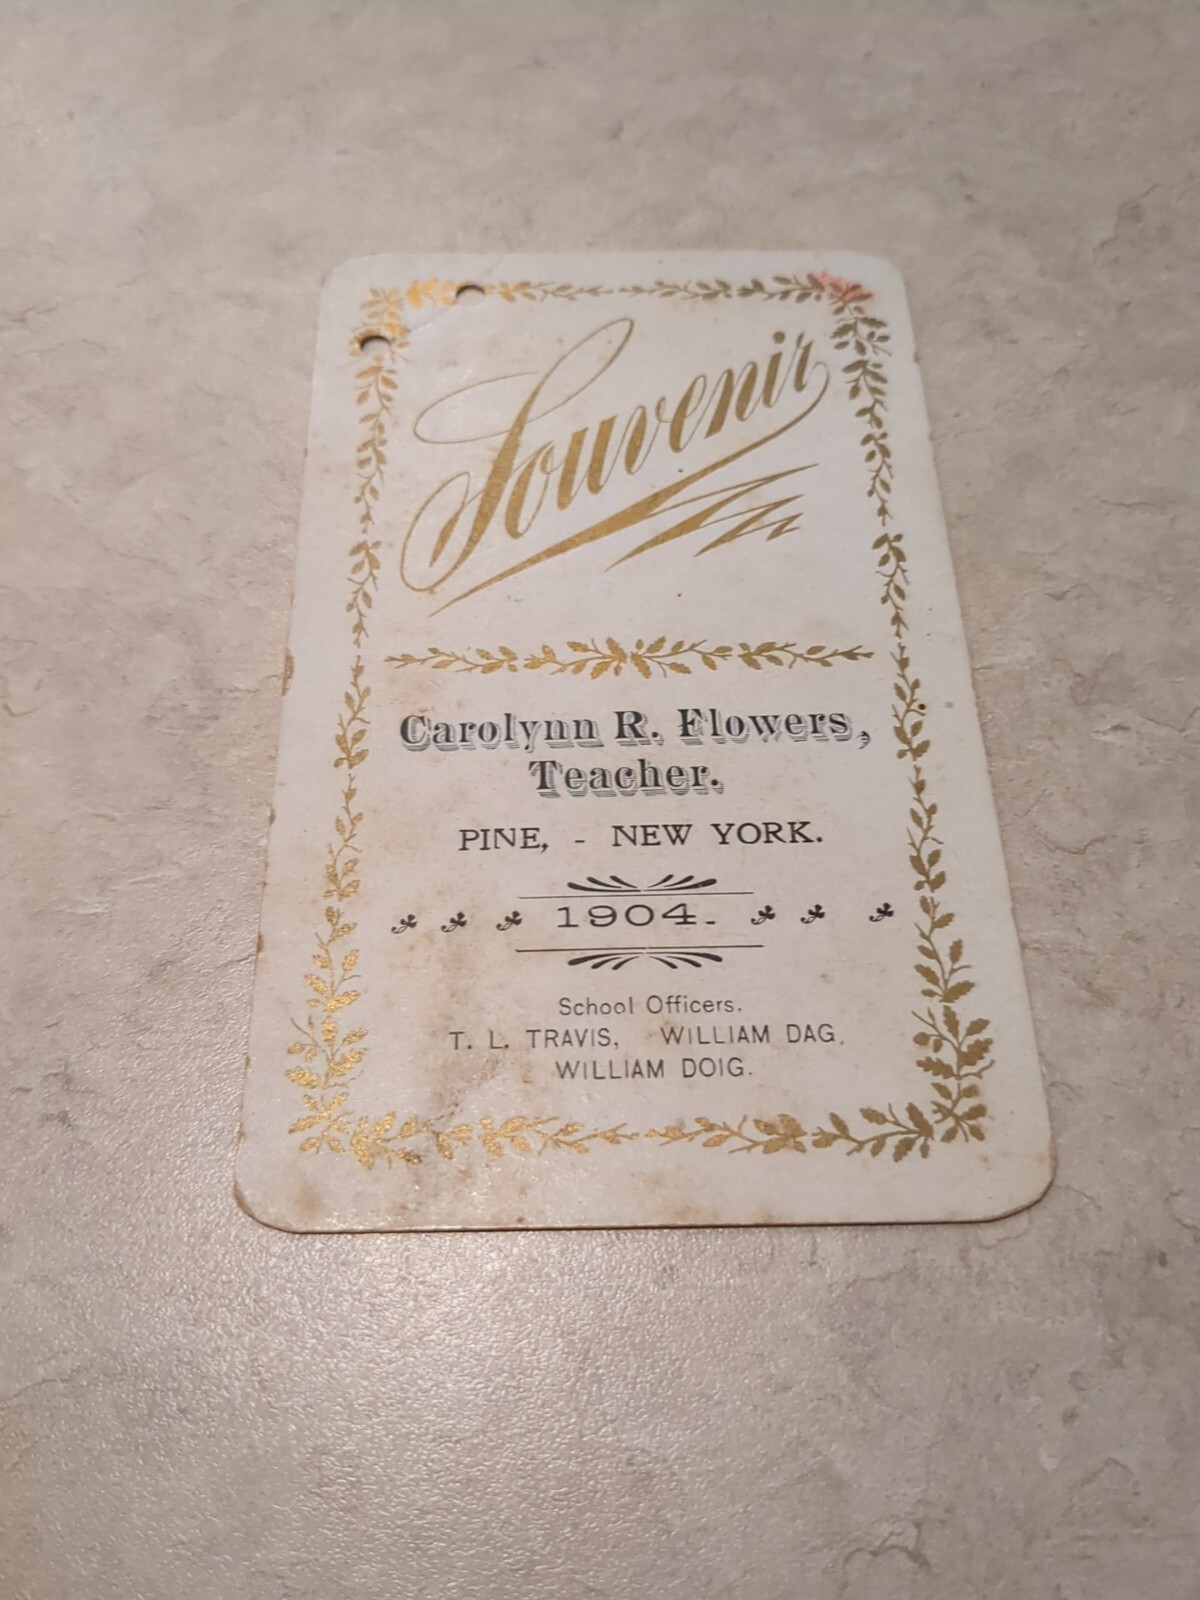 Souvenir
Carolynn R. Flowers,
Teacher.
PINE, - NEW YORK.
1904.
School Officers.
T. L. TRAVIS, WILLIAM DAG,
WILLIAM DOIG.